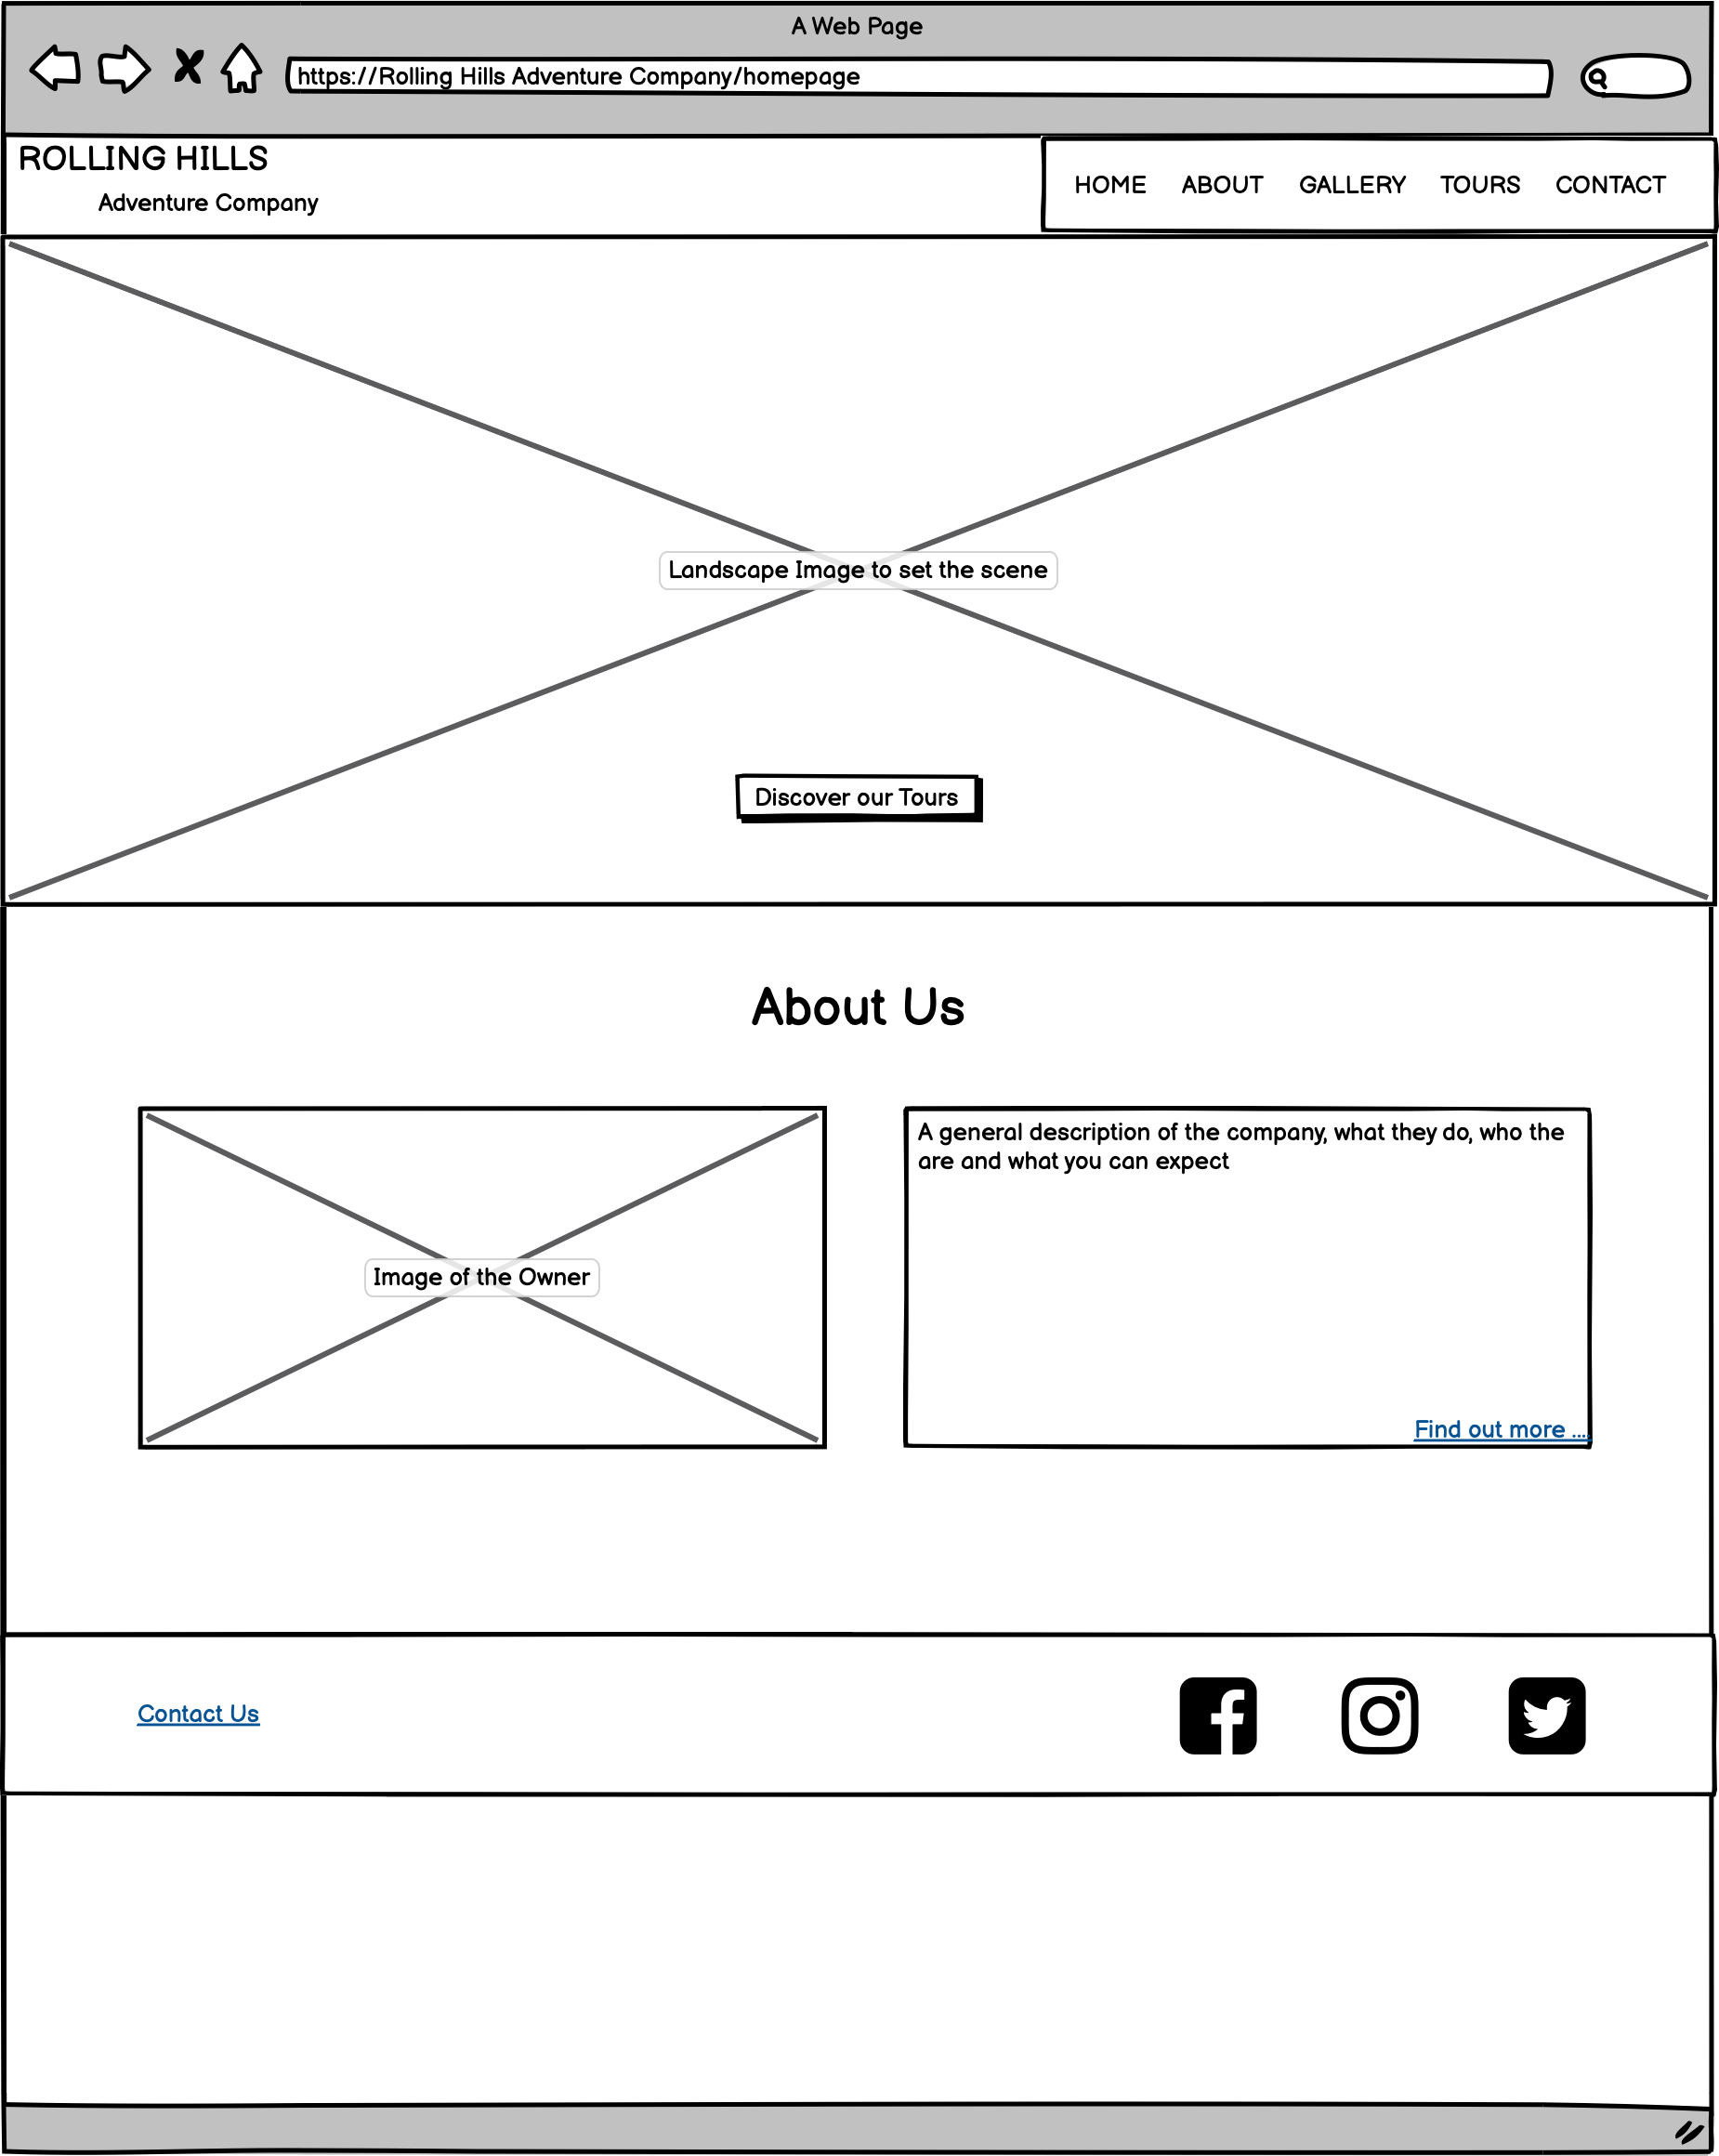 A Web Page
https://Rolling Hills Adventure Company/homepage
ROLLING HILLS
Adventure Company
HOME ABOUT GALLERY TOURS CONTACT
Landscape Image to set the scene
Discover our Tours
About Us
Image of the Owner
A general description of the company, what they do, who the
are and what you can expect
Find out more ....
Contact Us